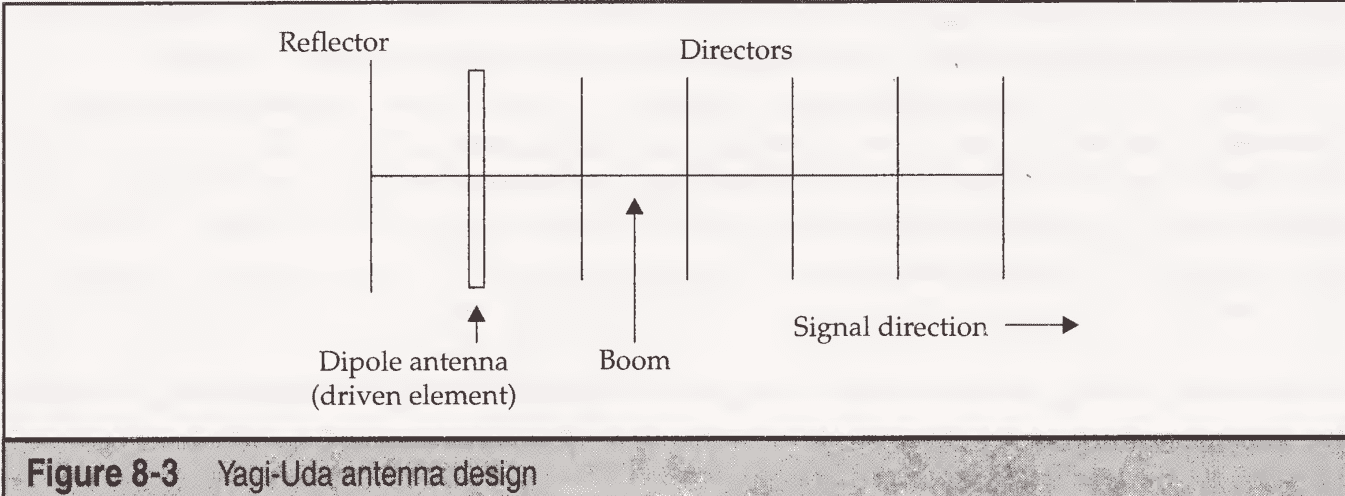 Reflector
Directors
Signal direction
Dipole antenna
(driven element)
Boom
Figure 8-3 Yagi-Uda antenna design